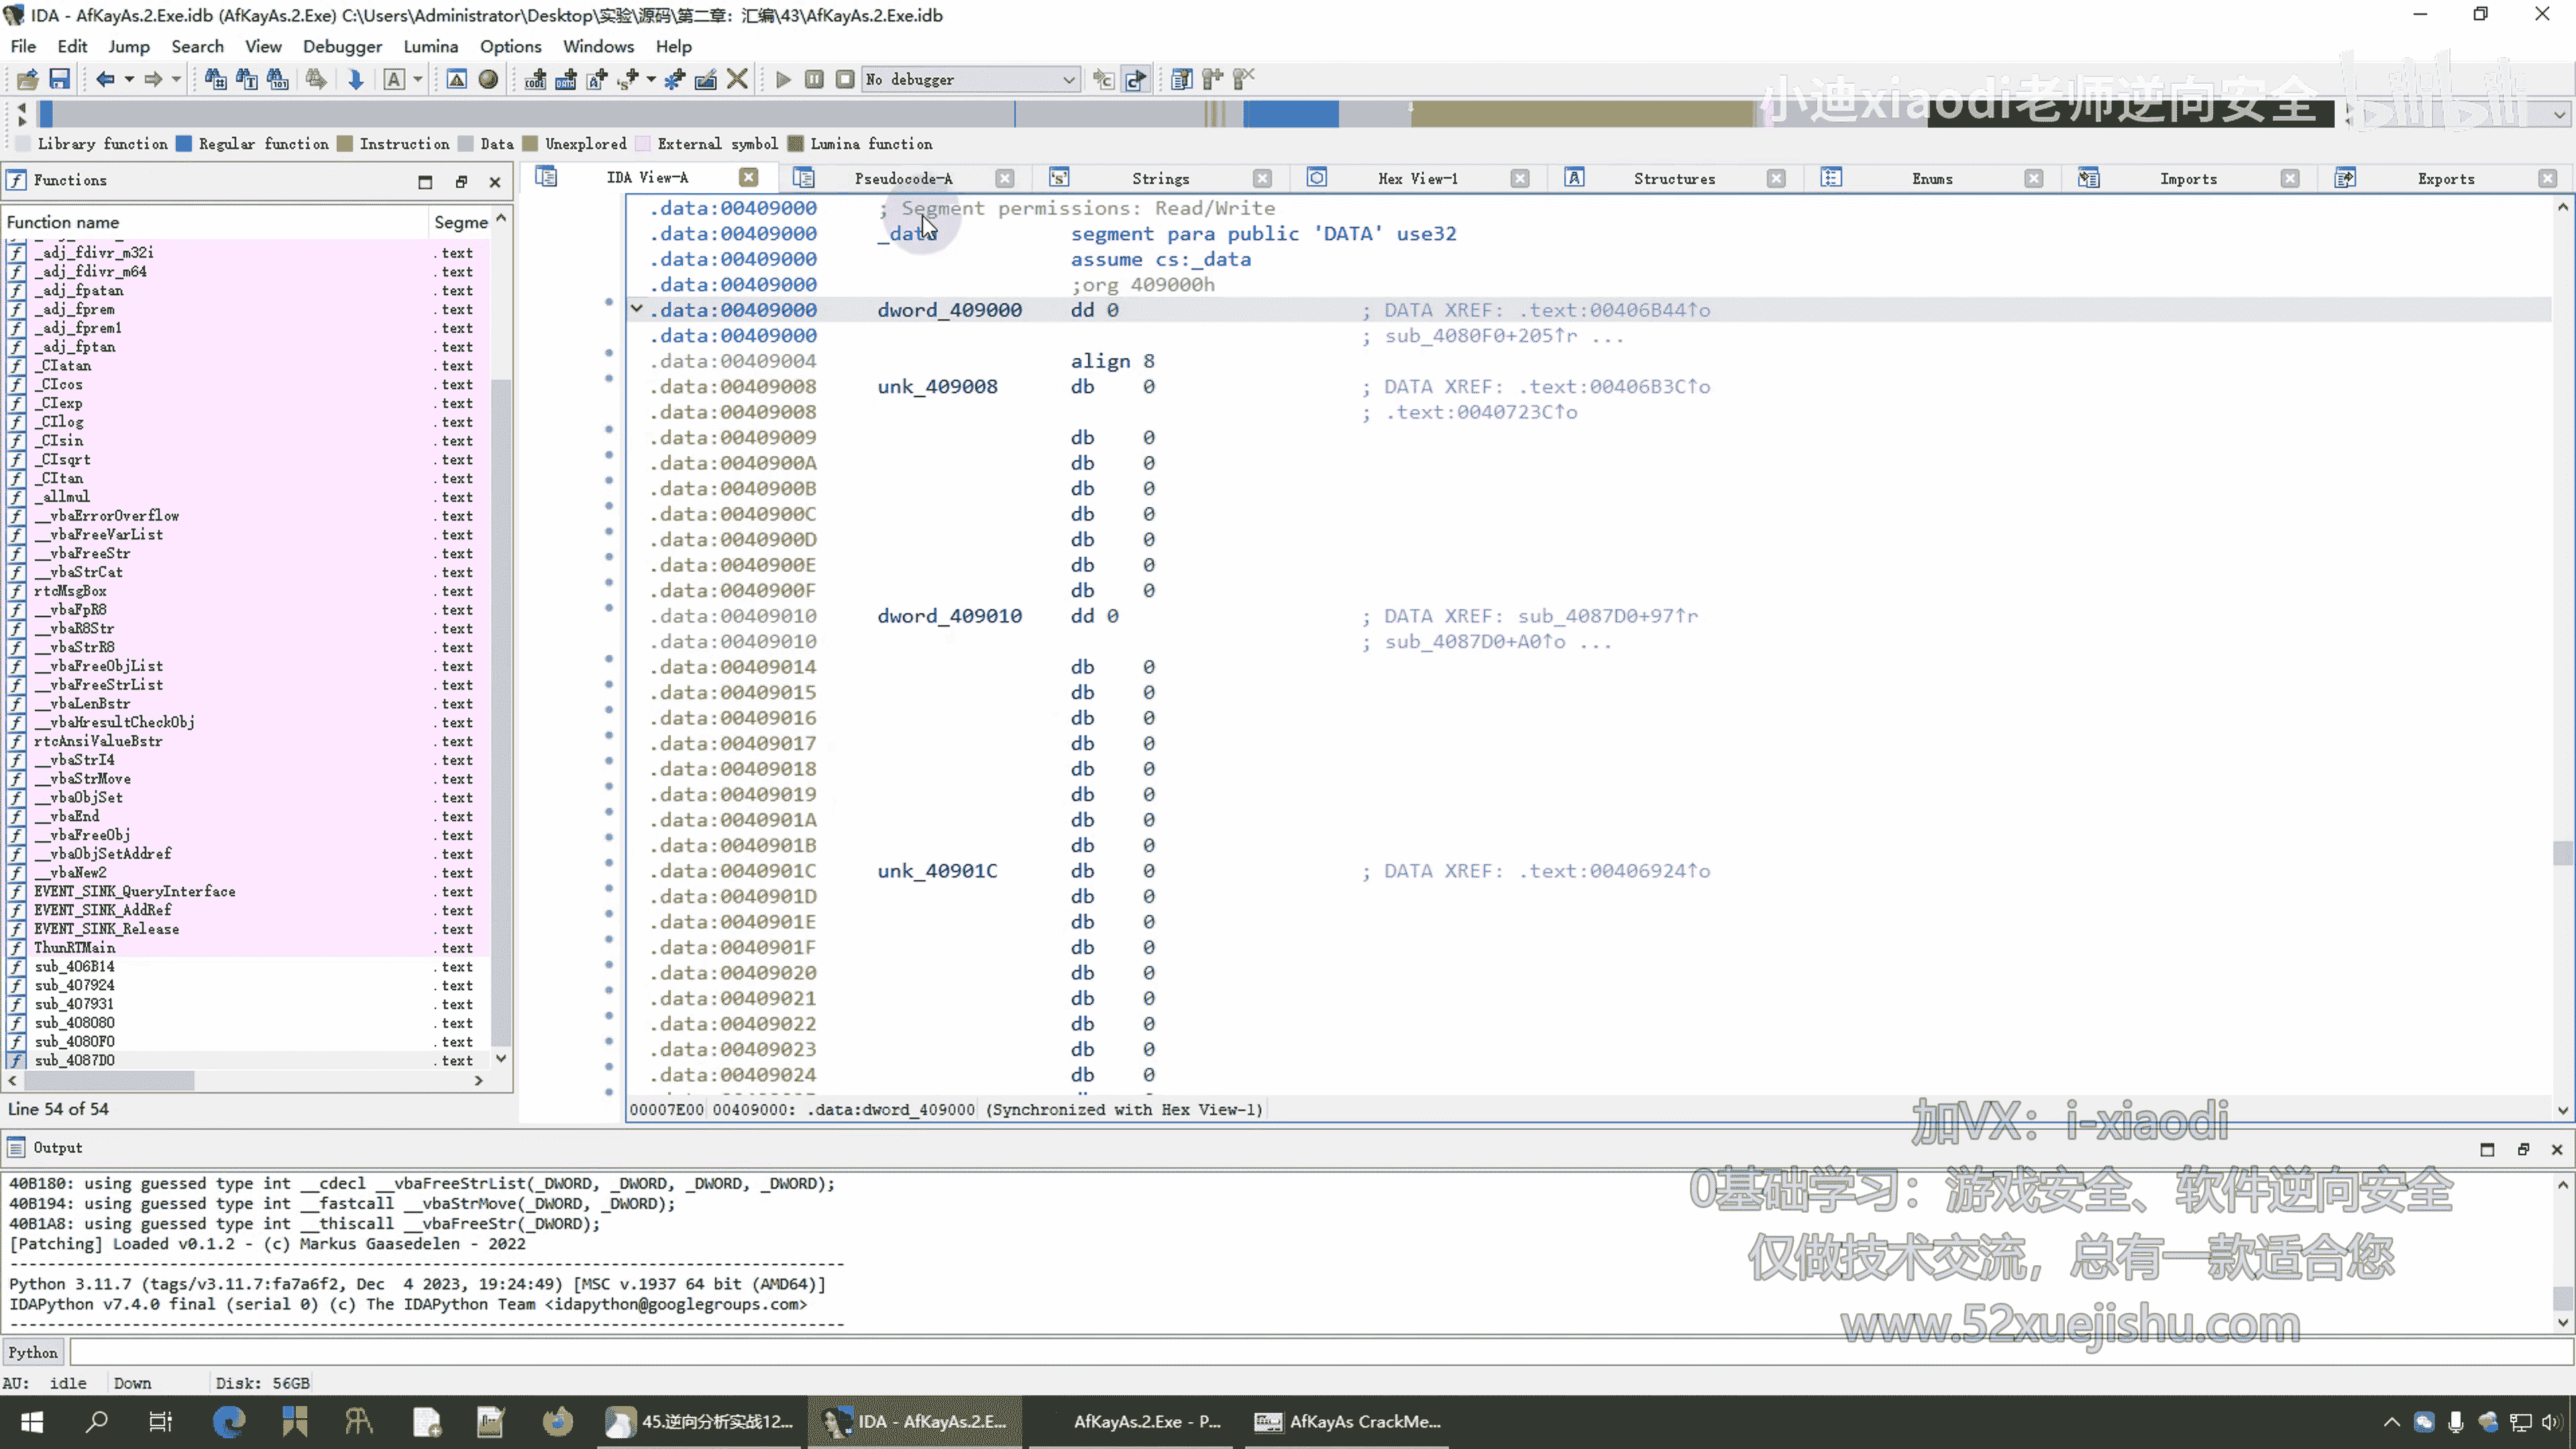 IDA - AfKayAs.2.Exe.idb (AfKayAs.2.Exe) C:\Users\Administrator\Desktop\实验\源码\第二章：汇编\43\AfKayAs.2.Exe.idb
File Edit Jump Search View Debugger Lumina Options Windows Help
No debugger
小迪xiaodi老师逆向安全 bilibili
Library function Regular function Instruction Data Unexplored External symbol Lumina function
Functions
IDA View-A Pseudocode-A Strings Hex View-1 Structures Enums Imports Exports
Function name Segme
_adj_fdivr_m32i .text
_adj_fdivr_m64 .text
_adj_fpatan .text
_adj_fprem .text
_adj_fprem1 .text
_adj_fptan .text
_CIatan .text
_CIcos .text
_CIexp .text
_CIlog .text
_CIsin .text
_CIsqrt .text
_CItan .text
_allmul .text
__vbaErrorOverflow .text
__vbaFreeVarList .text
__vbaFreeStr .text
__vbaStrCat .text
rtcMsgBox .text
__vbaFpR8 .text
__vbaR8Str .text
__vbaStrR8 .text
__vbaFreeObjList .text
__vbaFreeStrList .text
__vbaLenBstr .text
__vbaHresultCheckObj .text
rtcAnsiValueBstr .text
__vbaStrI4 .text
__vbaStrMove .text
__vbaObjSet .text
__vbaEnd .text
__vbaFreeObj .text
__vbaObjSetAddref .text
__vbaNew2 .text
EVENT_SINK_QueryInterface .text
EVENT_SINK_AddRef .text
EVENT_SINK_Release .text
ThunRTMain .text
sub_406B14 .text
sub_407924 .text
sub_407931 .text
sub_408080 .text
sub_4080F0 .text
sub_4087D0 .text
Line 54 of 54
.data:00409000 ; Segment permissions: Read/Write
.data:00409000 _data segment para public 'DATA' use32
.data:00409000 assume cs:_data
.data:00409000 ;org 409000h
.data:00409000 dword_409000 dd 0 ; DATA XREF: .text:00406B44↑o
.data:00409000 ; sub_4080F0+205↑r ...
.data:00409004 align 8
.data:00409008 unk_409008 db 0 ; DATA XREF: .text:00406B3C↑o
.data:00409008 ; .text:0040723C↑o
.data:00409009 db 0
.data:0040900A db 0
.data:0040900B db 0
.data:0040900C db 0
.data:0040900D db 0
.data:0040900E db 0
.data:0040900F db 0
.data:00409010 dword_409010 dd 0 ; DATA XREF: sub_4087D0+97↑r
.data:00409010 ; sub_4087D0+A0↑o ...
.data:00409014 db 0
.data:00409015 db 0
.data:00409016 db 0
.data:00409017 db 0
.data:00409018 db 0
.data:00409019 db 0
.data:0040901A db 0
.data:0040901B db 0
.data:0040901C unk_40901C db 0 ; DATA XREF: .text:00406924↑o
.data:0040901D db 0
.data:0040901E db 0
.data:0040901F db 0
.data:00409020 db 0
.data:00409021 db 0
.data:00409022 db 0
.data:00409023 db 0
.data:00409024 db 0
00007E00 00409000: .data:dword_409000 (Synchronized with Hex View-1)
加VX：i-xiaodi
0基础学习：游戏安全、软件逆向安全
仅做技术交流，总有一款适合您
www.52xuejishu.com
Output
40B180: using guessed type int __cdecl __vbaFreeStrList(_DWORD, _DWORD, _DWORD, _DWORD);
40B194: using guessed type int __fastcall __vbaStrMove(_DWORD, _DWORD);
40B1A8: using guessed type int __thiscall __vbaFreeStr(_DWORD);
[Patching] Loaded v0.1.2 - (c) Markus Gaasedelen - 2022
-----------------------------------------------------------------------------------
Python 3.11.7 (tags/v3.11.7:fa7a6f2, Dec  4 2023, 19:24:49) [MSC v.1937 64 bit (AMD64)]
IDAPython v7.4.0 final (serial 0) (c) The IDAPython Team <idapython@googlegroups.com>
-----------------------------------------------------------------------------------
Python
AU: idle Down Disk: 56GB
45.逆向分析实战12... IDA - AfKayAs.2.E... AfKayAs.2.Exe - P... AfKayAs CrackMe...